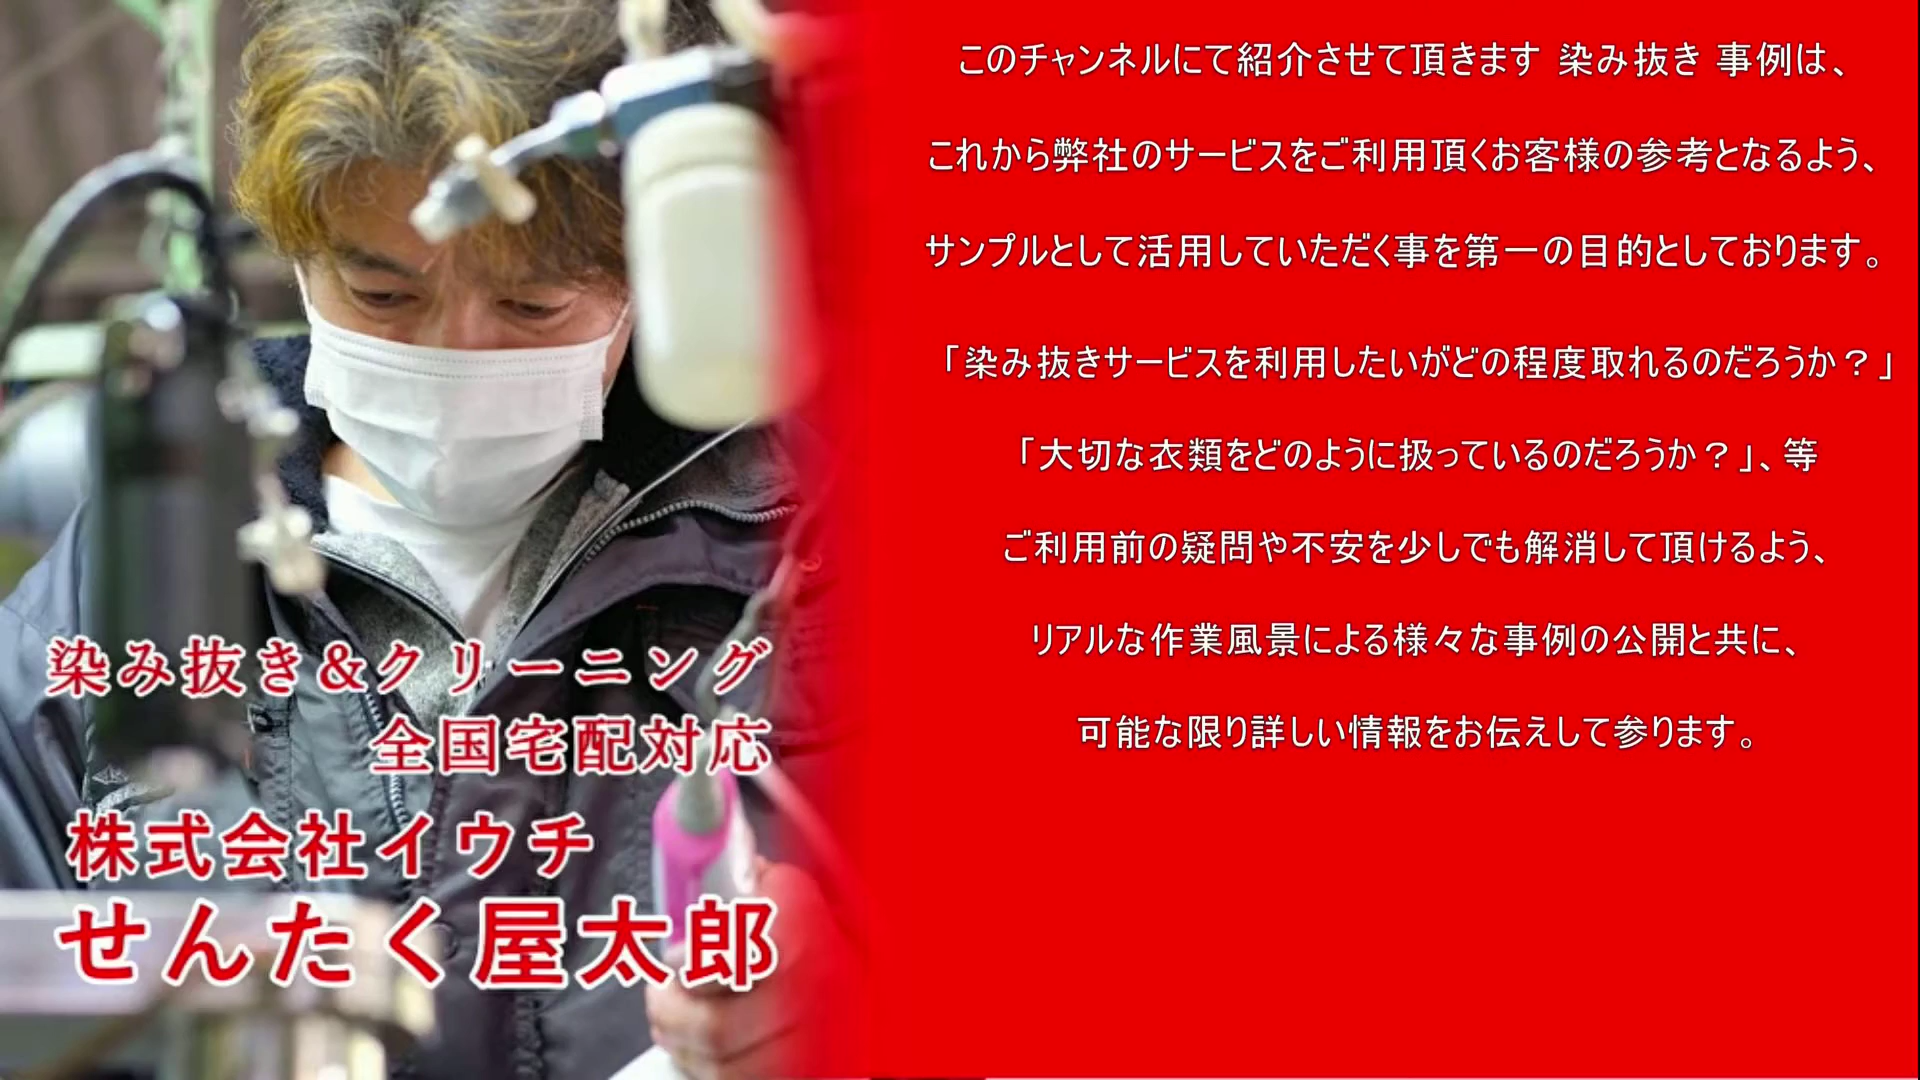 このチャンネルにて紹介させて頂きます 染み抜き 事例は、
これから弊社のサービスをご利用頂くお客様の参考となるよう、
サンプルとして活用していただく事を第一の目的としております。
「染み抜きサービスを利用したいがどの程度取れるのだろうか？」
「大切な衣類をどのように扱っているのだろうか？」、等
ご利用前の疑問や不安を少しでも解消して頂けるよう、
リアルな作業風景による様々な事例の公開と共に、
可能な限り詳しい情報をお伝えして参ります。
染み抜き&クリーニング
全国宅配対応
株式会社イウチ
せんたく屋太郎